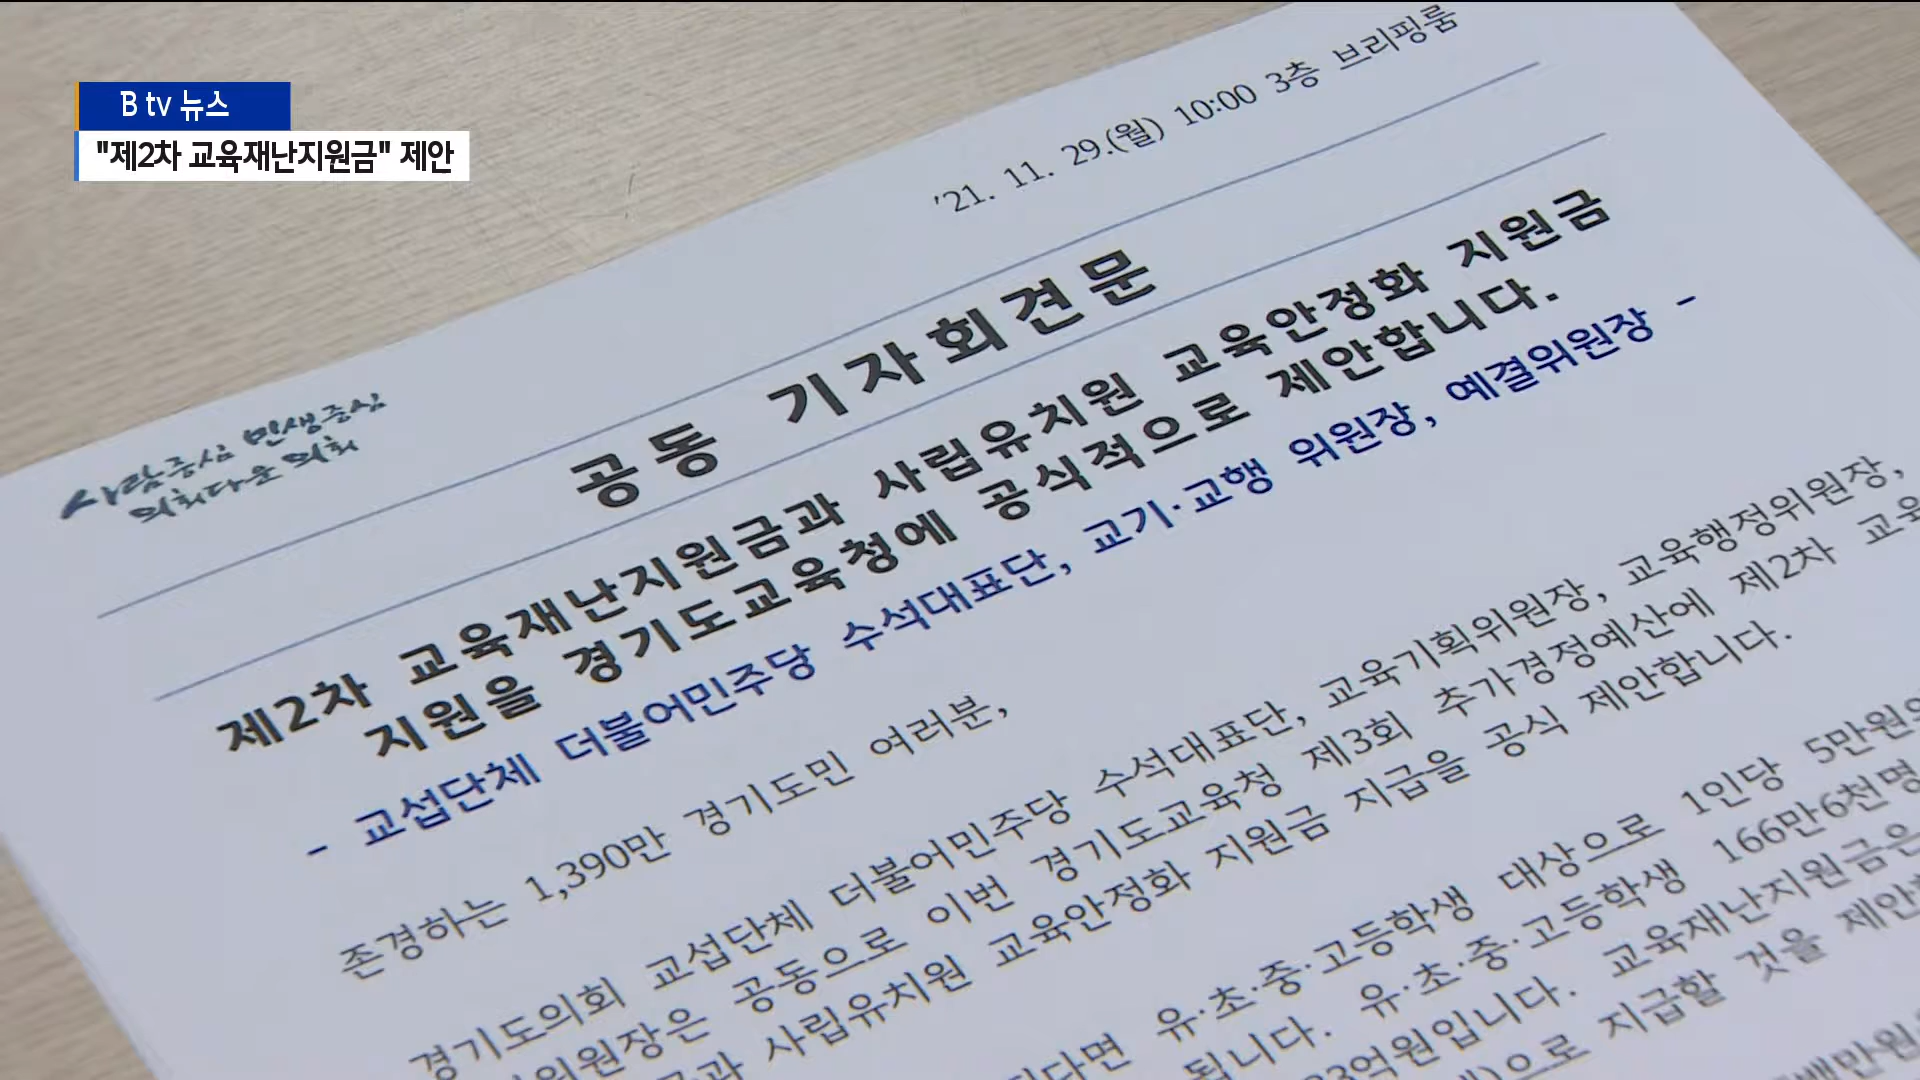 B tv 뉴스
"제2차 교육재난지원금" 제안
'21. 11. 29.(월) 10:00 3층 브리핑룸
사람중심 민생중심
의회다운 의회
공동 기자회견문
제2차 교육재난지원금과 사립유치원 교육안정화 지원금
지원을 경기도교육청에 공식적으로 제안합니다.
- 교섭단체 더불어민주당 수석대표단, 교기·교행 위원장, 예결위원장 -
존경하는 1,390만 경기도민 여러분,
경기도의회 교섭단체 더불어민주당 수석대표단, 교육기획위원장, 교육행정위원장,
위원장은 공동으로 이번 경기도교육청 제3회 추가경정예산에 제2차
사립유치원 교육안정화 지원금 지급을 공식 제안합니다.
유·초·중·고등학생 대상으로 1인당
됩니다. 유·초·중·고등학생 166만6천명
교육재난지원금은
지급할 것을